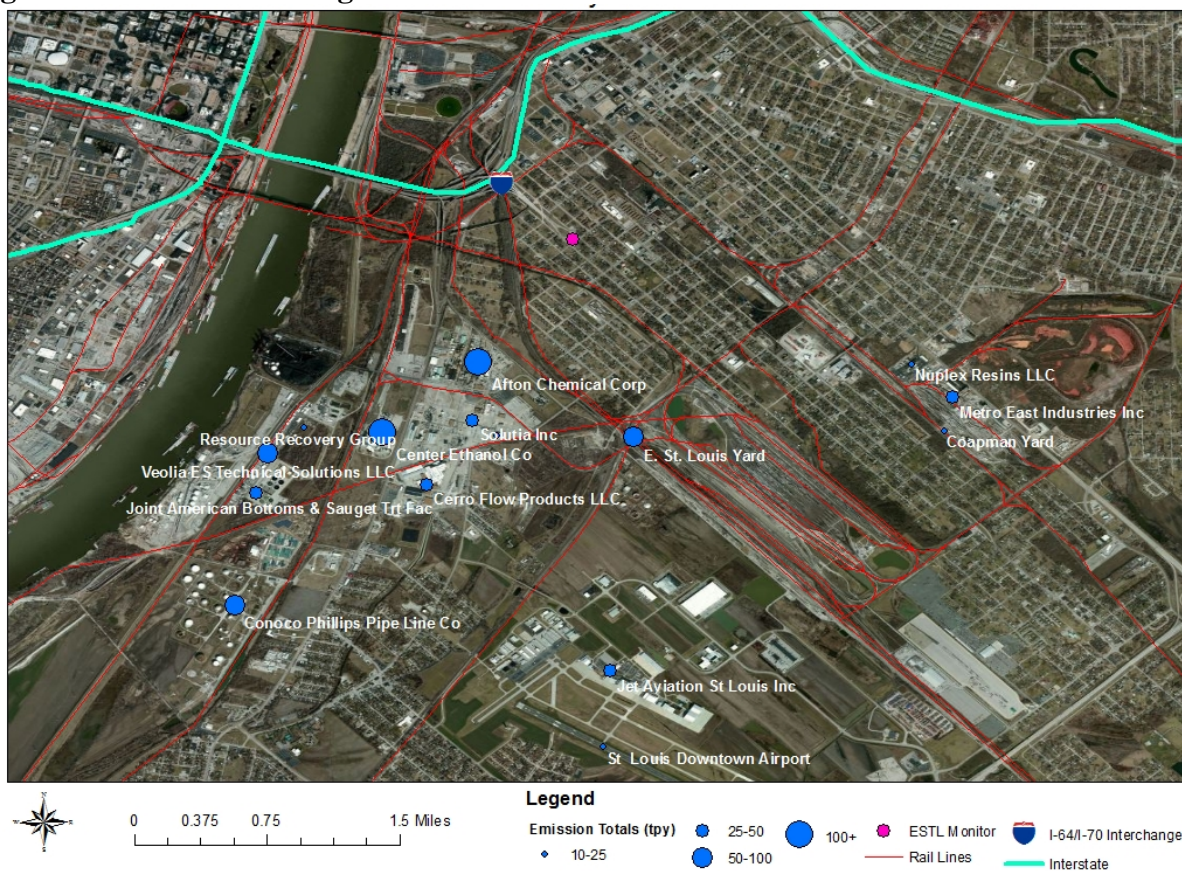 Afton Chemical Corp
Nuplex Resins LLC
Metro East Industries Inc
Coapman Yard
Solutia Inc
Resource Recovery Group
Center Ethanol Co
E. St. Louis Yard
Veolia ES Technical Solutions LLC
Cerro Flow Products LLC
Joint American Bottoms & Sauget Trt Fac
Conoco Phillips Pipe Line Co
Jet Aviation St Louis Inc
St Louis Downtown Airport
N
W E
S
0 0.375 0.75 1.5 Miles
Legend
Emission Totals (tpy)
10-25
25-50
50-100
100+
ESTL Monitor
Rail Lines
I-64/I-70 Interchange
Interstate